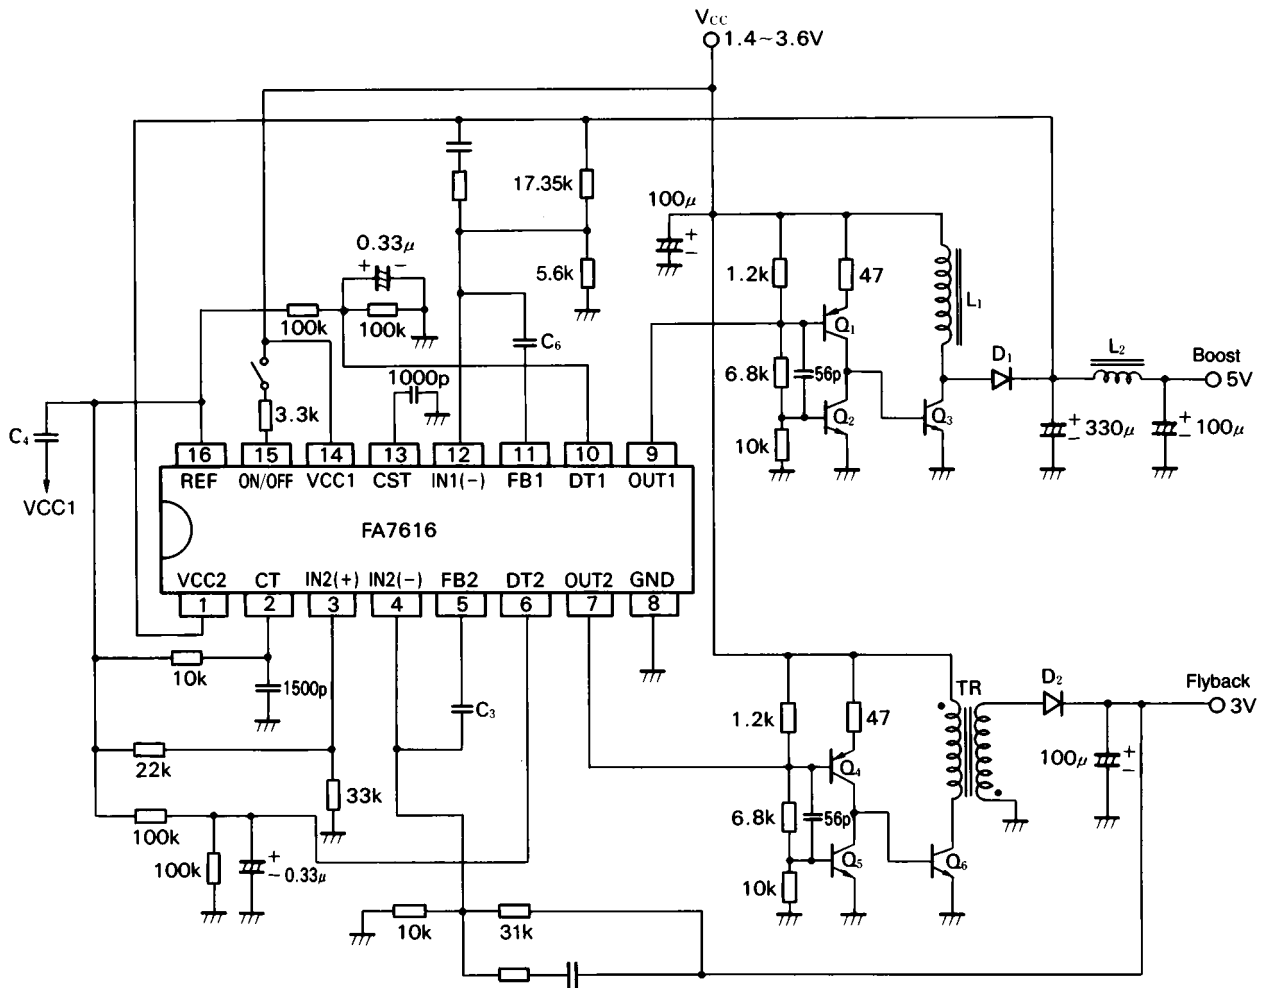 VCC
1.4~3.6V
100μ
+
−
17.35k
5.6k
0.33μ
+ −
100k
100k
C₆
1000p
C₄
VCC1
3.3k
1.2k
47
Q₁
6.8k
56p
Q₂
10k
Q₃
L₁
D₁
L₂
Boost
5V
+
−
330μ
+
−
100μ
16 15 14 13 12 11 10 9
REF ON/OFF VCC1 CST IN1(−) FB1 DT1 OUT1
FA7616
VCC2 CT IN2(+) IN2(−) FB2 DT2 OUT2 GND
1 2 3 4 5 6 7 8
10k
1500p
C₃
22k
33k
100k
100k
+
− 0.33μ
10k
31k
1.2k
47
Q₄
6.8k
56p
Q₅
10k
Q₆
TR
D₂
Flyback
3V
100μ
+
−